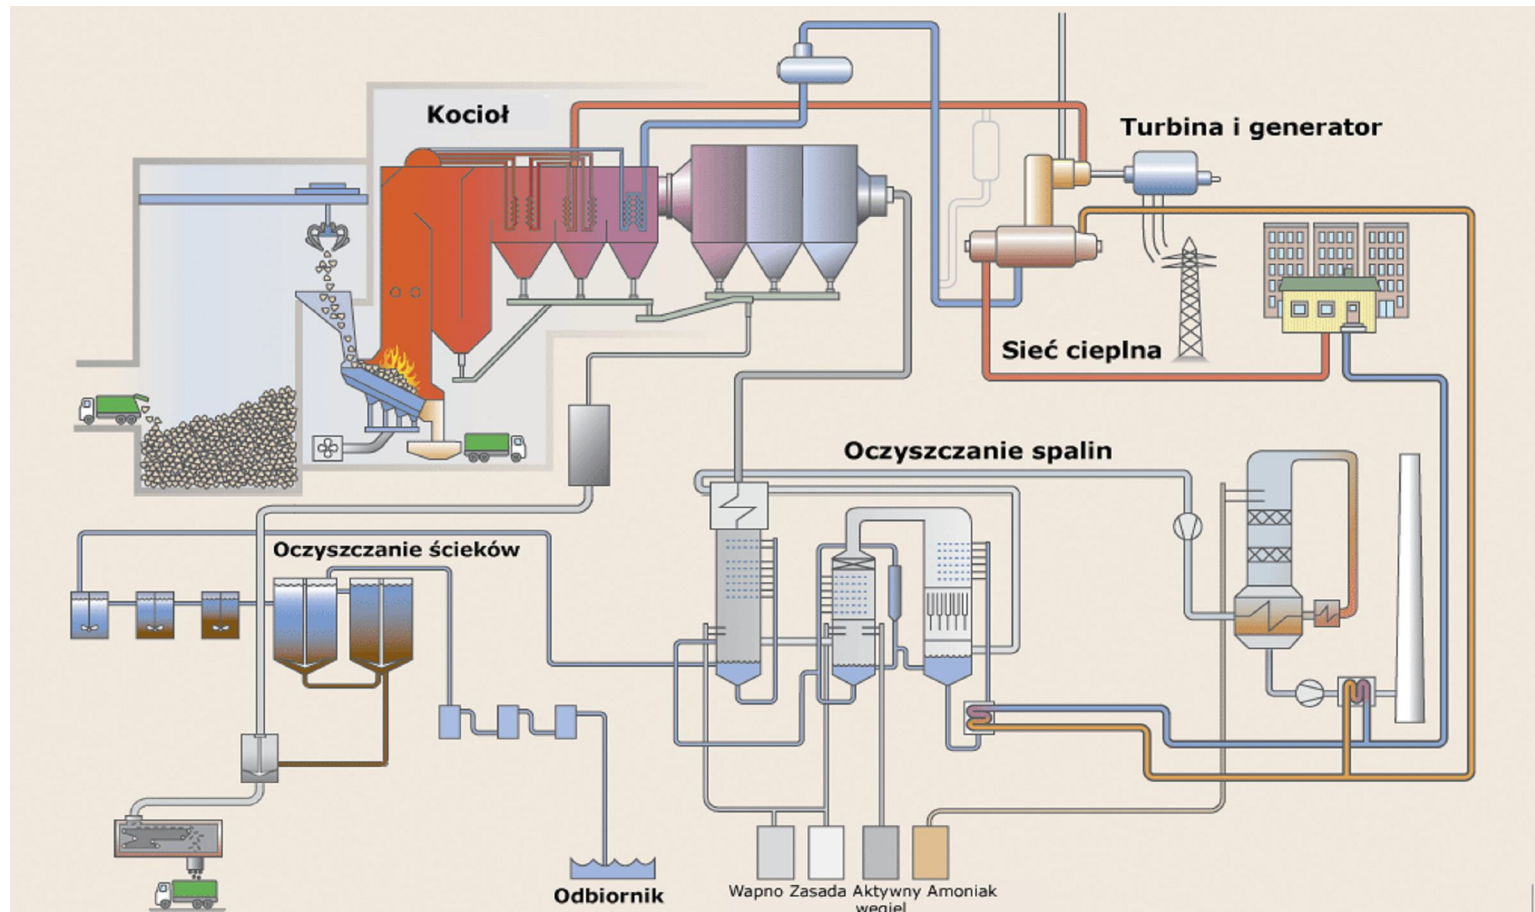 Kocioł
Turbina i generator
Sieć cieplna
Oczyszczanie spalin
Oczyszczanie ścieków
Odbiornik
Wapno Zasada Aktywny Amoniak
węgiel